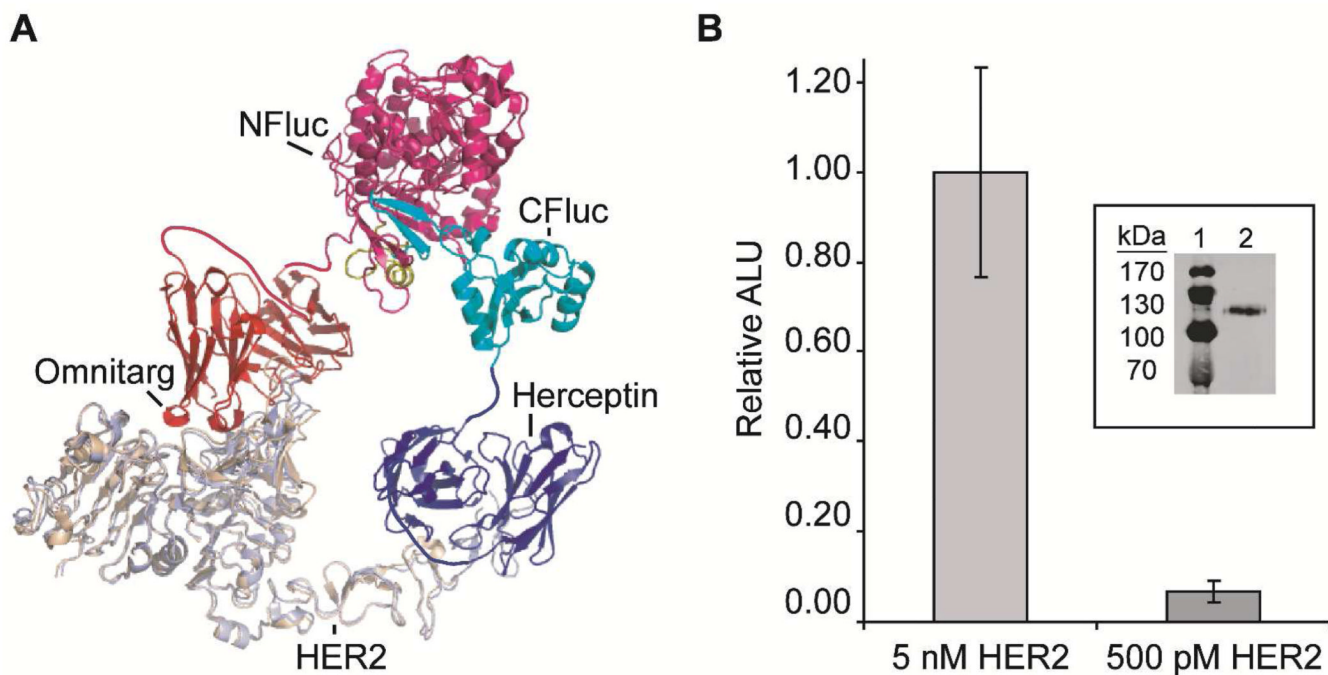 A
NFluc
CFluc
Omnitarg
Herceptin
HER2
B
Relative ALU
1.20
1.00
0.80
0.60
0.40
0.20
0.00
5 nM HER2 500 pM HER2
kDa 1 2
170
130
100
70